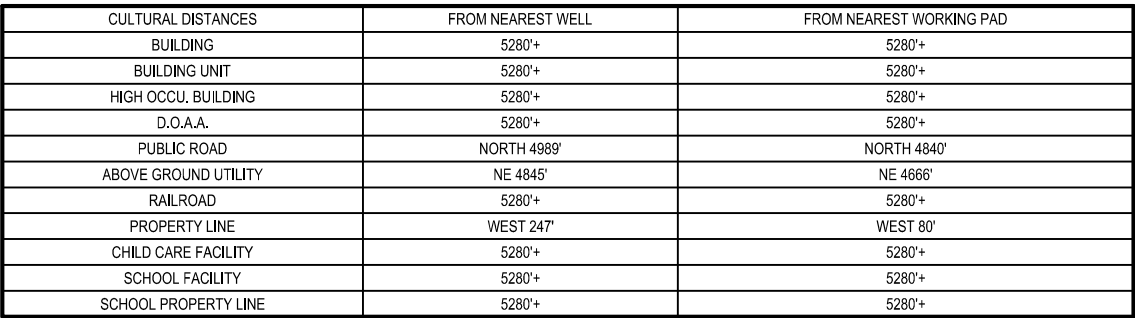 CULTURAL DISTANCES FROM NEAREST WELL FROM NEAREST WORKING PAD
BUILDING 5280'+ 5280'+
BUILDING UNIT 5280'+ 5280'+
HIGH OCCU. BUILDING 5280'+ 5280'+
D.O.A.A. 5280'+ 5280'+
PUBLIC ROAD NORTH 4989' NORTH 4840'
ABOVE GROUND UTILITY NE 4845' NE 4666'
RAILROAD 5280'+ 5280'+
PROPERTY LINE WEST 247' WEST 80'
CHILD CARE FACILITY 5280'+ 5280'+
SCHOOL FACILITY 5280'+ 5280'+
SCHOOL PROPERTY LINE 5280'+ 5280'+